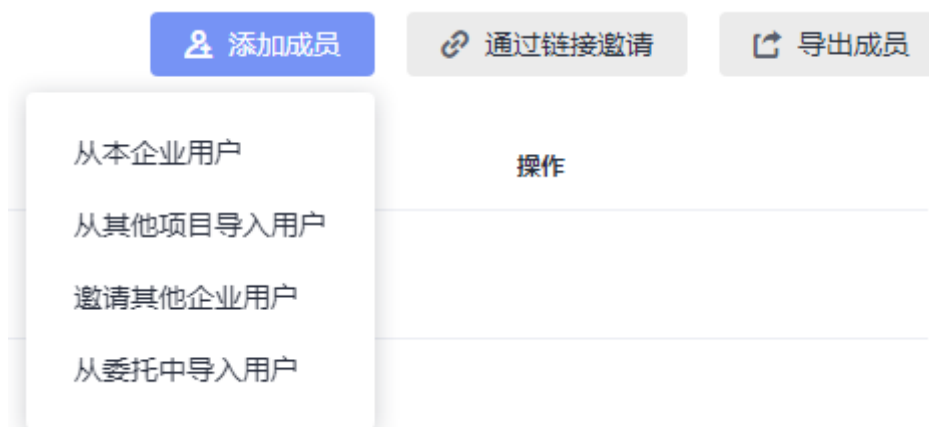 添加成员
通过链接邀请
导出成员
从本企业用户
操作
从其他项目导入用户
邀请其他企业用户
从委托中导入用户